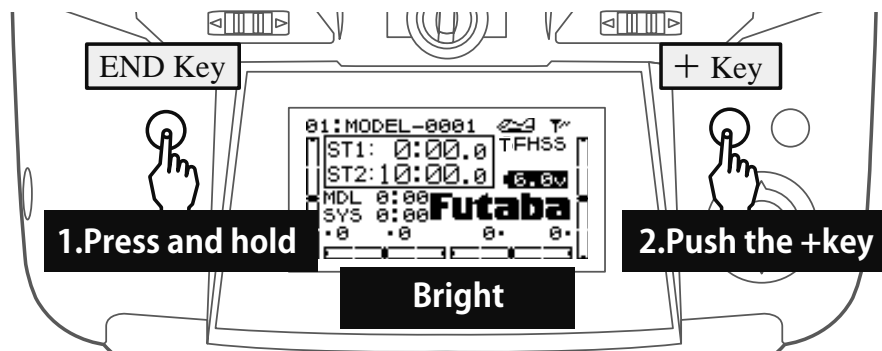 END Key
+ Key
01:MODEL-0001
T-FHSS
ST1: 0:00.0
ST2:10:00.0
6.0v
MDL 0:00
SYS 0:00
Futaba
·0 ·0 0· 0·
1.Press and hold
2.Push the +key
Bright